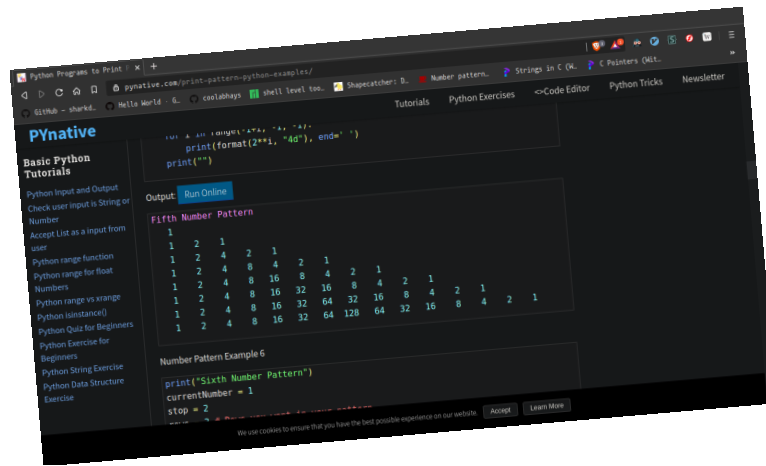 Python Programs to Print P
pynative.com/print-pattern-python-examples/
GitHub – sharkd…
Hello World - G…
coolabhays
shell level too…
Shapecatcher: D…
Number pattern…
Strings in C (W…
C Pointers (Wit…
PYnative
Tutorials
Python Exercises
<>Code Editor
Python Tricks
Newsletter
Basic Python
Tutorials
Python Input and Output
Check user input is String or
Number
Accept List as a input from
user
Python range function
Python range for float
Numbers
Python range vs xrange
Python isinstance()
Python Quiz for Beginners
Python Exercise for
Beginners
Python String Exercise
Python Data Structure
Exercise
for i in range(-1+i, -1, -1):
print(format(2**i, "4d"), end=' ')
print("")
Output:
Run Online
Fifth Number Pattern
1
1 2 1
1 2 4 2 1
1 2 4 8 4 2 1
1 2 4 8 16 8 4 2 1
1 2 4 8 16 32 16 8 4 2 1
1 2 4 8 16 32 64 32 16 8 4 2 1
1 2 4 8 16 32 64 128 64 32 16 8 4 2 1
Number Pattern Example 6
print("Sixth Number Pattern")
currentNumber = 1
stop = 2
We use cookies to ensure that you have the best possible experience on our website.
Accept
Learn More